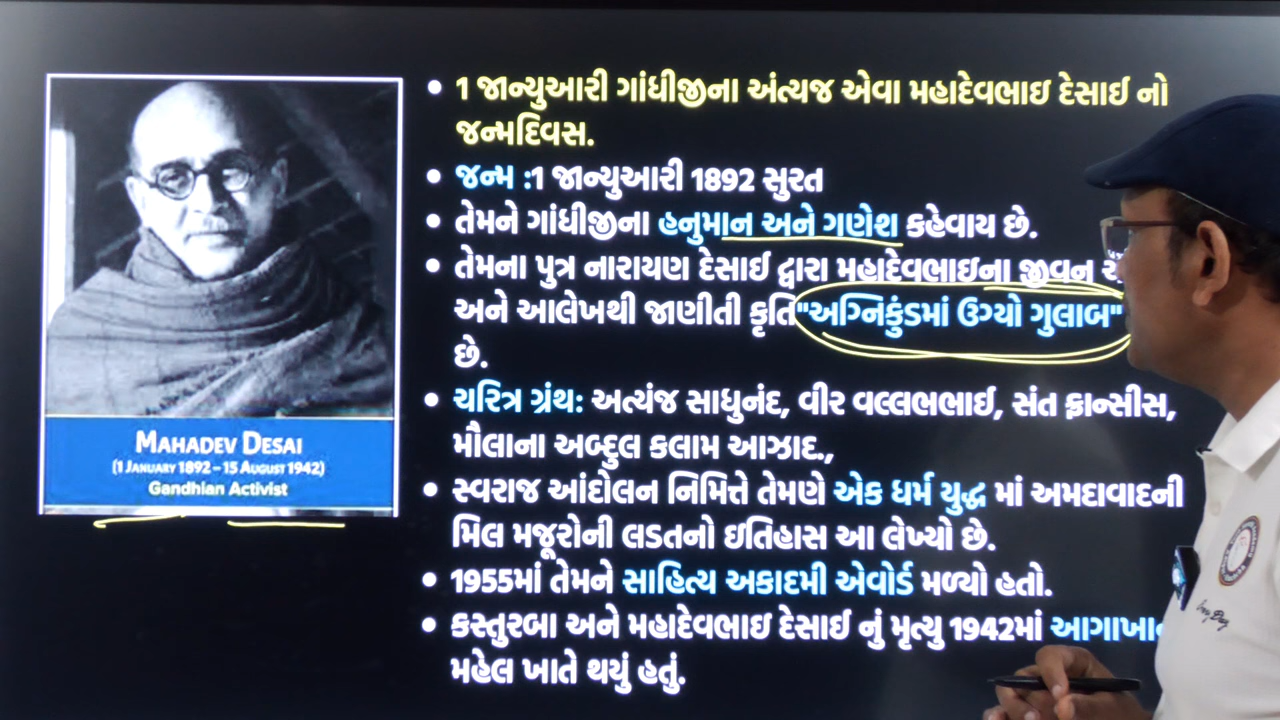 1 જાન્યુઆરી ગાંધીજીના અંત્યજ એવા મહાદેવભાઇ દેસાઈ નો
જન્મદિવસ.
જન્મ :1 જાન્યુઆરી 1892 સુરત
તેમને ગાંધીજીના હનુમાન અને ગણેશ કહેવાય છે.
તેમના પુત્ર નારાયણ દેસાઈ દ્વારા મહાદેવભાઇના જીવન
અને આલેખથી જાણીતી કૃતિ"અગ્નિકુંડમાં ઉગ્યો ગુલાબ"
છે.
ચરિત્ર ગ્રંથ: અત્યંજ સાધુનંદ, વીર વલ્લભભાઈ, સંત ફ્રાન્સીસ,
મૌલાના અબ્દુલ કલામ આઝાદ.,
સ્વરાજ આંદોલન નિમિત્તે તેમણે એક ધર્મ યુદ્ધ માં અમદાવાદની
મિલ મજૂરોની લડતનો ઇતિહાસ આ લેખ્યો છે.
1955માં તેમને સાહિત્ય અકાદમી એવોર્ડ મળ્યો હતો.
કસ્તુરબા અને મહાદેવભાઇ દેસાઈ નું મૃત્યુ 1942માં
મહેલ ખાતે થયું હતું.
MAHADEV DESAI
(1 JANUARY 1892 – 15 AUGUST 1942)
Gandhian Activist